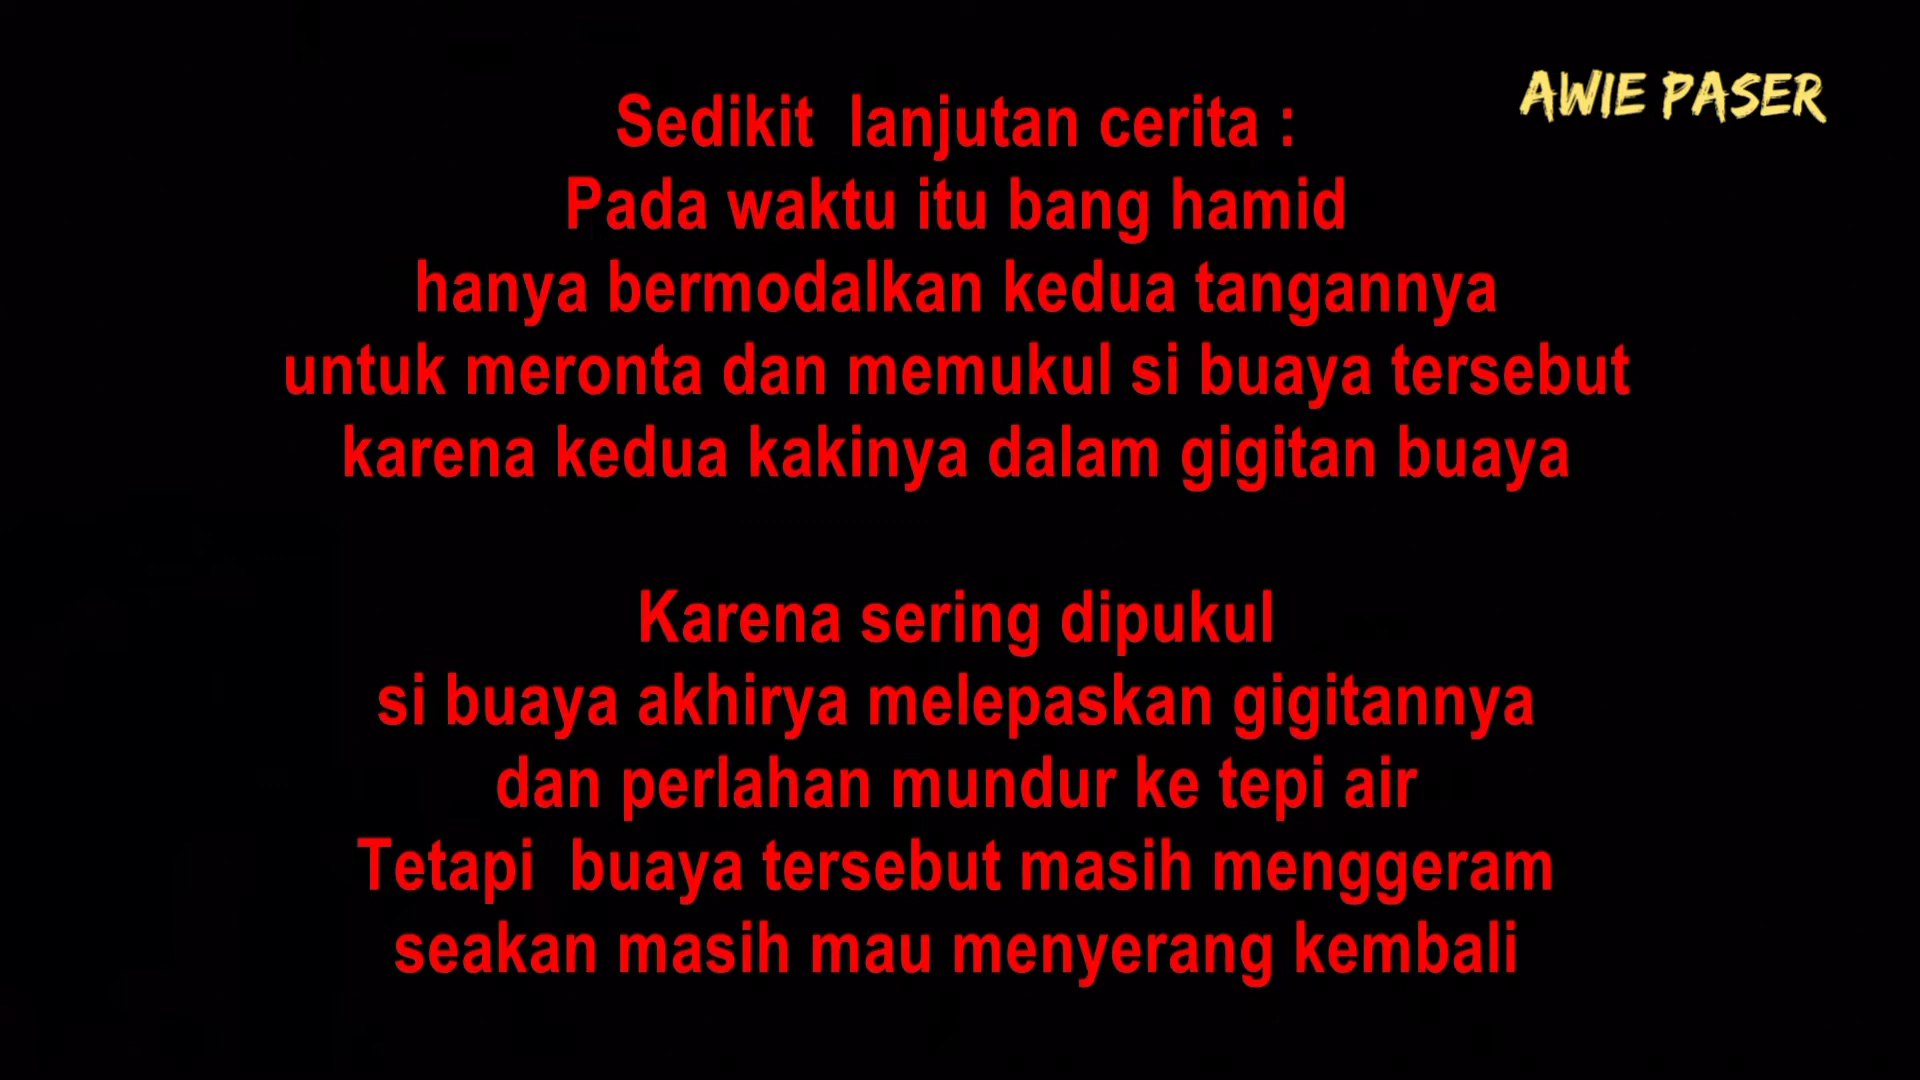 AWIE PASER
Sedikit  lanjutan cerita :
Pada waktu itu bang hamid
hanya bermodalkan kedua tangannya
untuk meronta dan memukul si buaya tersebut
karena kedua kakinya dalam gigitan buaya
Karena sering dipukul
si buaya akhirya melepaskan gigitannya
dan perlahan mundur ke tepi air
Tetapi  buaya tersebut masih menggeram
seakan masih mau menyerang kembali